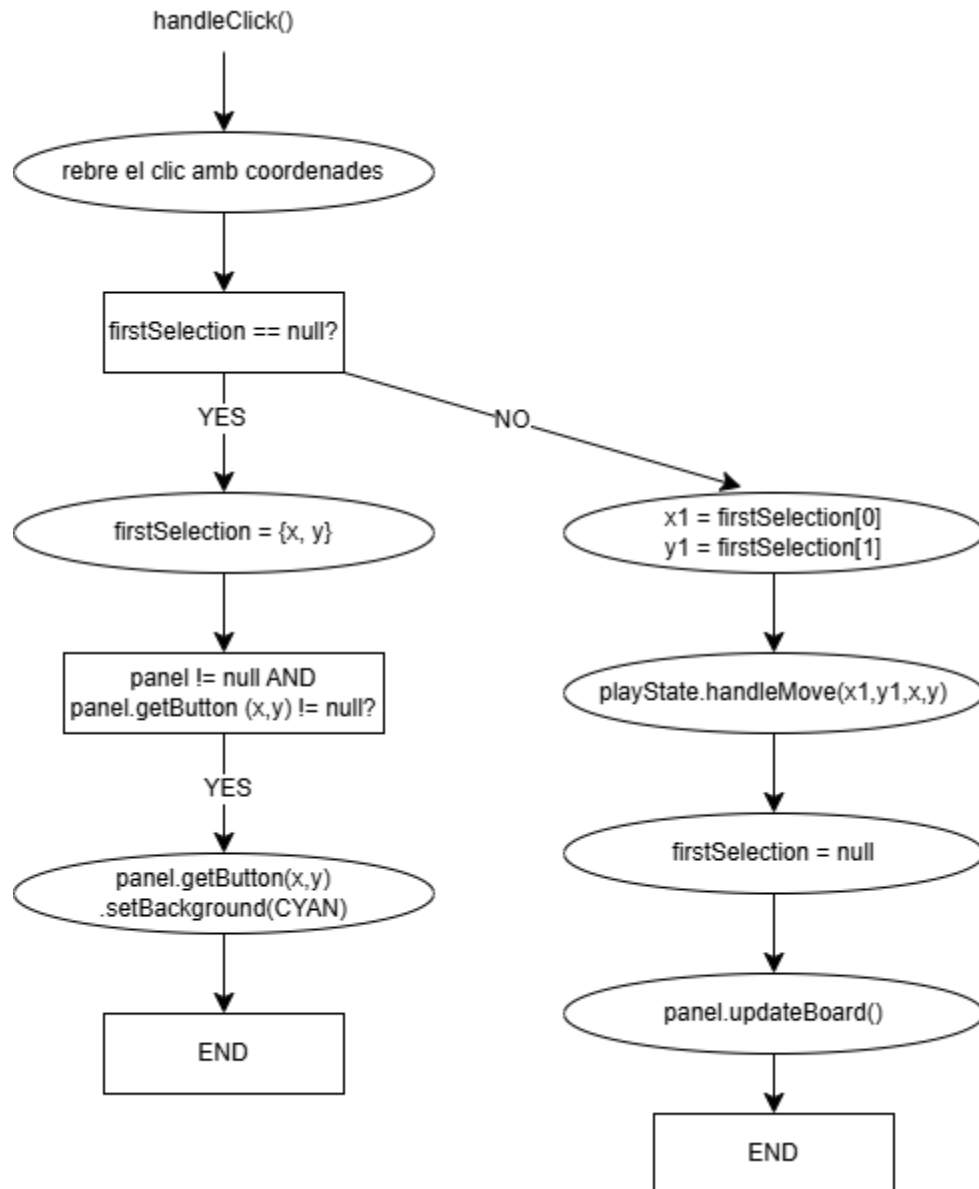 handleClick()
rebre el clic amb coordenades
firstSelection == null?
YES
NO
firstSelection = {x, y}
panel != null AND
panel.getButton (x,y) != null?
YES
panel.getButton(x,y)
.setBackground(CYAN)
END
x1 = firstSelection[0]
y1 = firstSelection[1]
playState.handleMove(x1,y1,x,y)
firstSelection = null
panel.updateBoard()
END